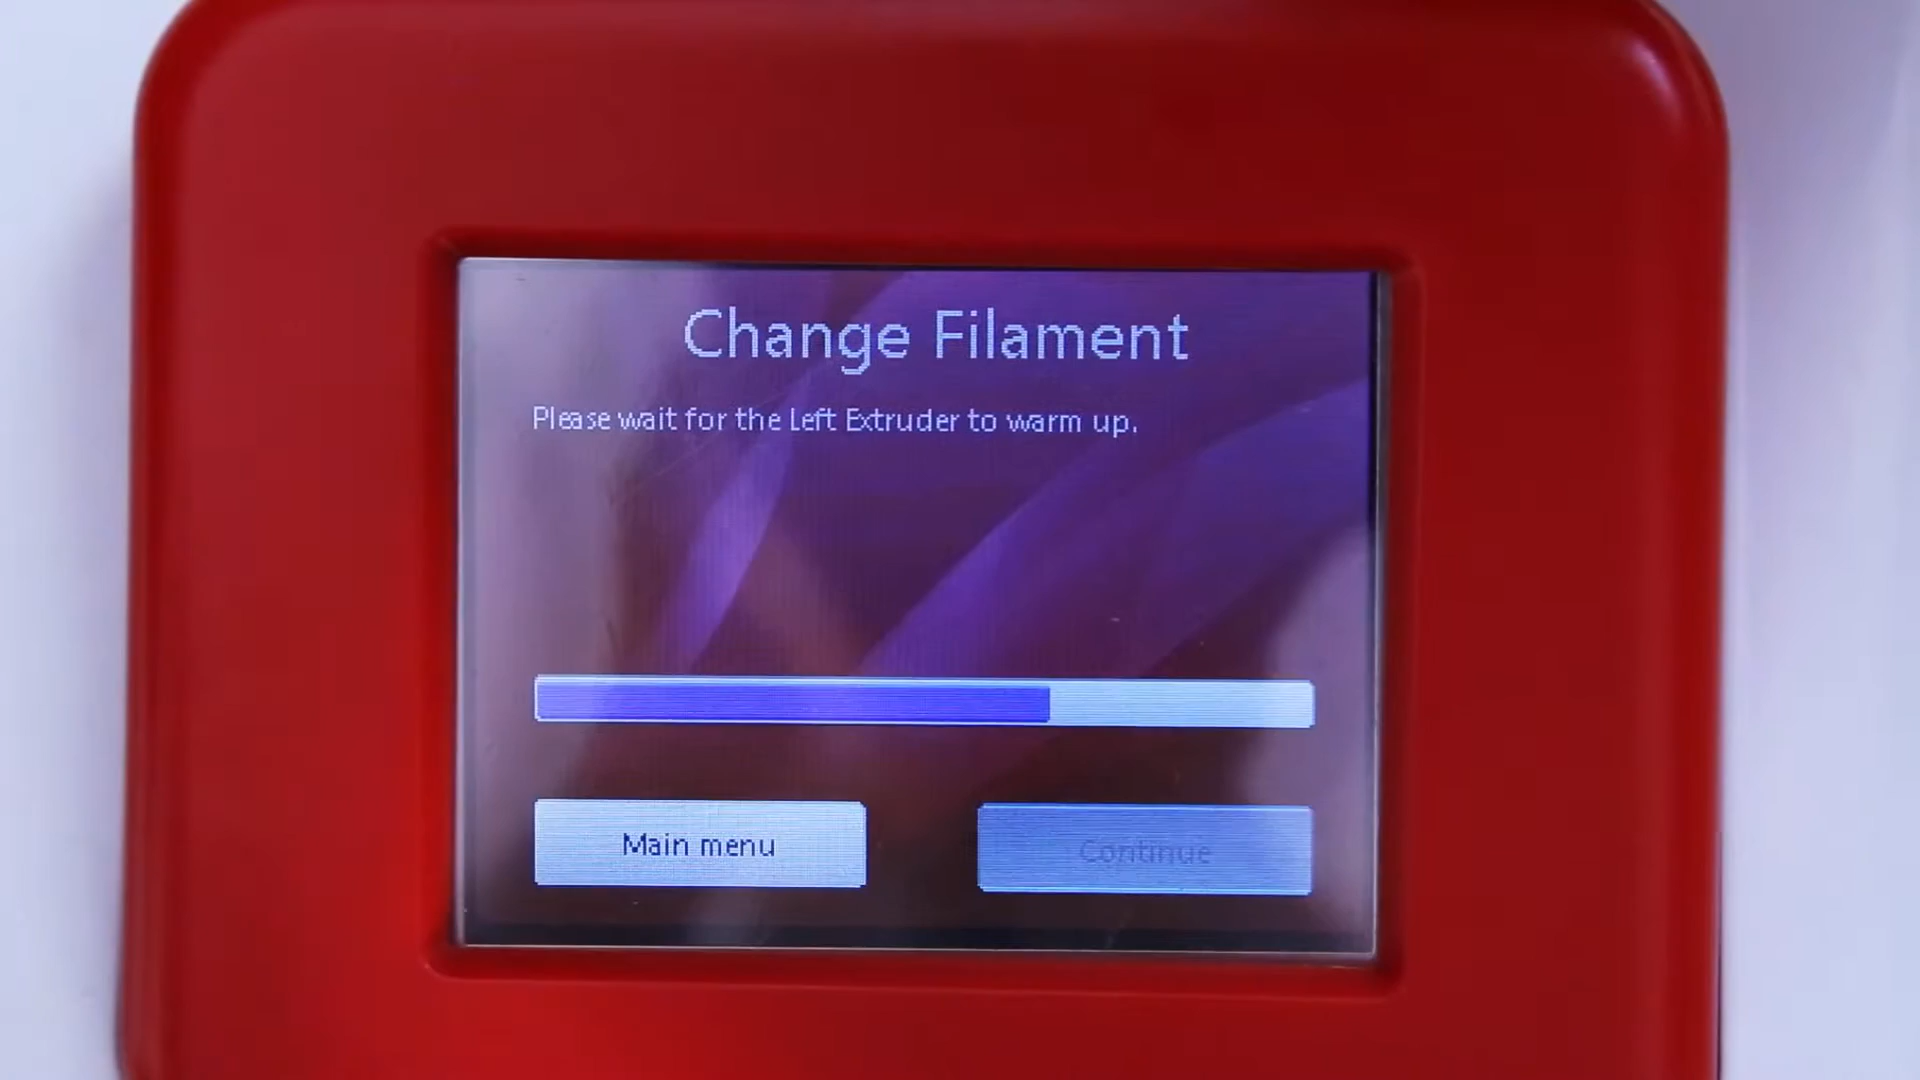 Change Filament
Please wait for the Left Extruder to warm up.
Main menu
Continue